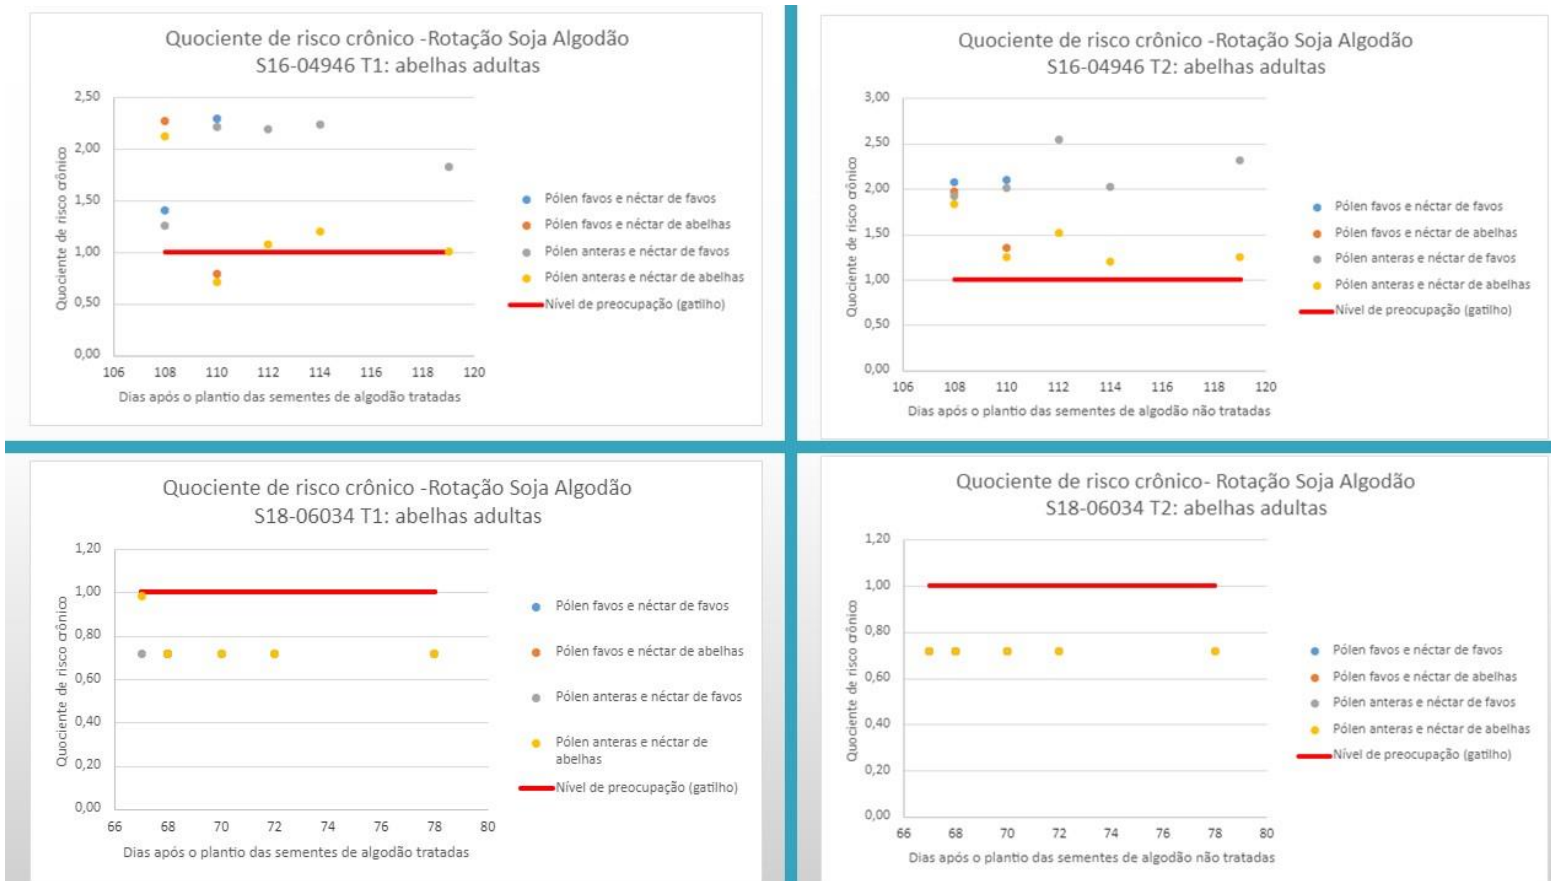 Quociente de risco crônico -Rotação Soja Algodão
S16-04946 T1: abelhas adultas
Quociente de risco crônico
2,50
2,00
1,50
1,00
0,50
0,00
106 108 110 112 114 116 118 120
Dias após o plantio das sementes de algodão tratadas
Pólen favos e néctar de favos
Pólen favos e néctar de abelhas
Pólen anteras e néctar de favos
Pólen anteras e néctar de abelhas
Nível de preocupação (gatilho)
Quociente de risco crônico -Rotação Soja Algodão
S16-04946 T2: abelhas adultas
Quociente de risco crônico
3,00
2,50
2,00
1,50
1,00
0,50
0,00
106 108 110 112 114 116 118 120
Dias após o plantio das sementes de algodão não tratadas
Pólen favos e néctar de favos
Pólen favos e néctar de abelhas
Pólen anteras e néctar de favos
Pólen anteras e néctar de abelhas
Nível de preocupação (gatilho)
Quociente de risco crônico -Rotação Soja Algodão
S18-06034 T1: abelhas adultas
Quociente de risco crônico
1,20
1,00
0,80
0,60
0,40
0,20
0,00
66 68 70 72 74 76 78 80
Dias após o plantio das sementes de algodão tratadas
Pólen favos e néctar de favos
Pólen favos e néctar de abelhas
Pólen anteras e néctar de favos
Pólen anteras e néctar de
abelhas
Nível de preocupação (gatilho)
Quociente de risco crônico- Rotação Soja Algodão
S18-06034 T2: abelhas adultas
Quociente de risco crônico
1,20
1,00
0,80
0,60
0,40
0,20
0,00
66 68 70 72 74 76 78 80
Dias após o plantio das sementes de algodão não tratadas
Pólen favos e néctar de favos
Pólen favos e néctar de abelhas
Pólen anteras e néctar de favos
Pólen anteras e néctar de abelhas
Nível de preocupação (gatilho)